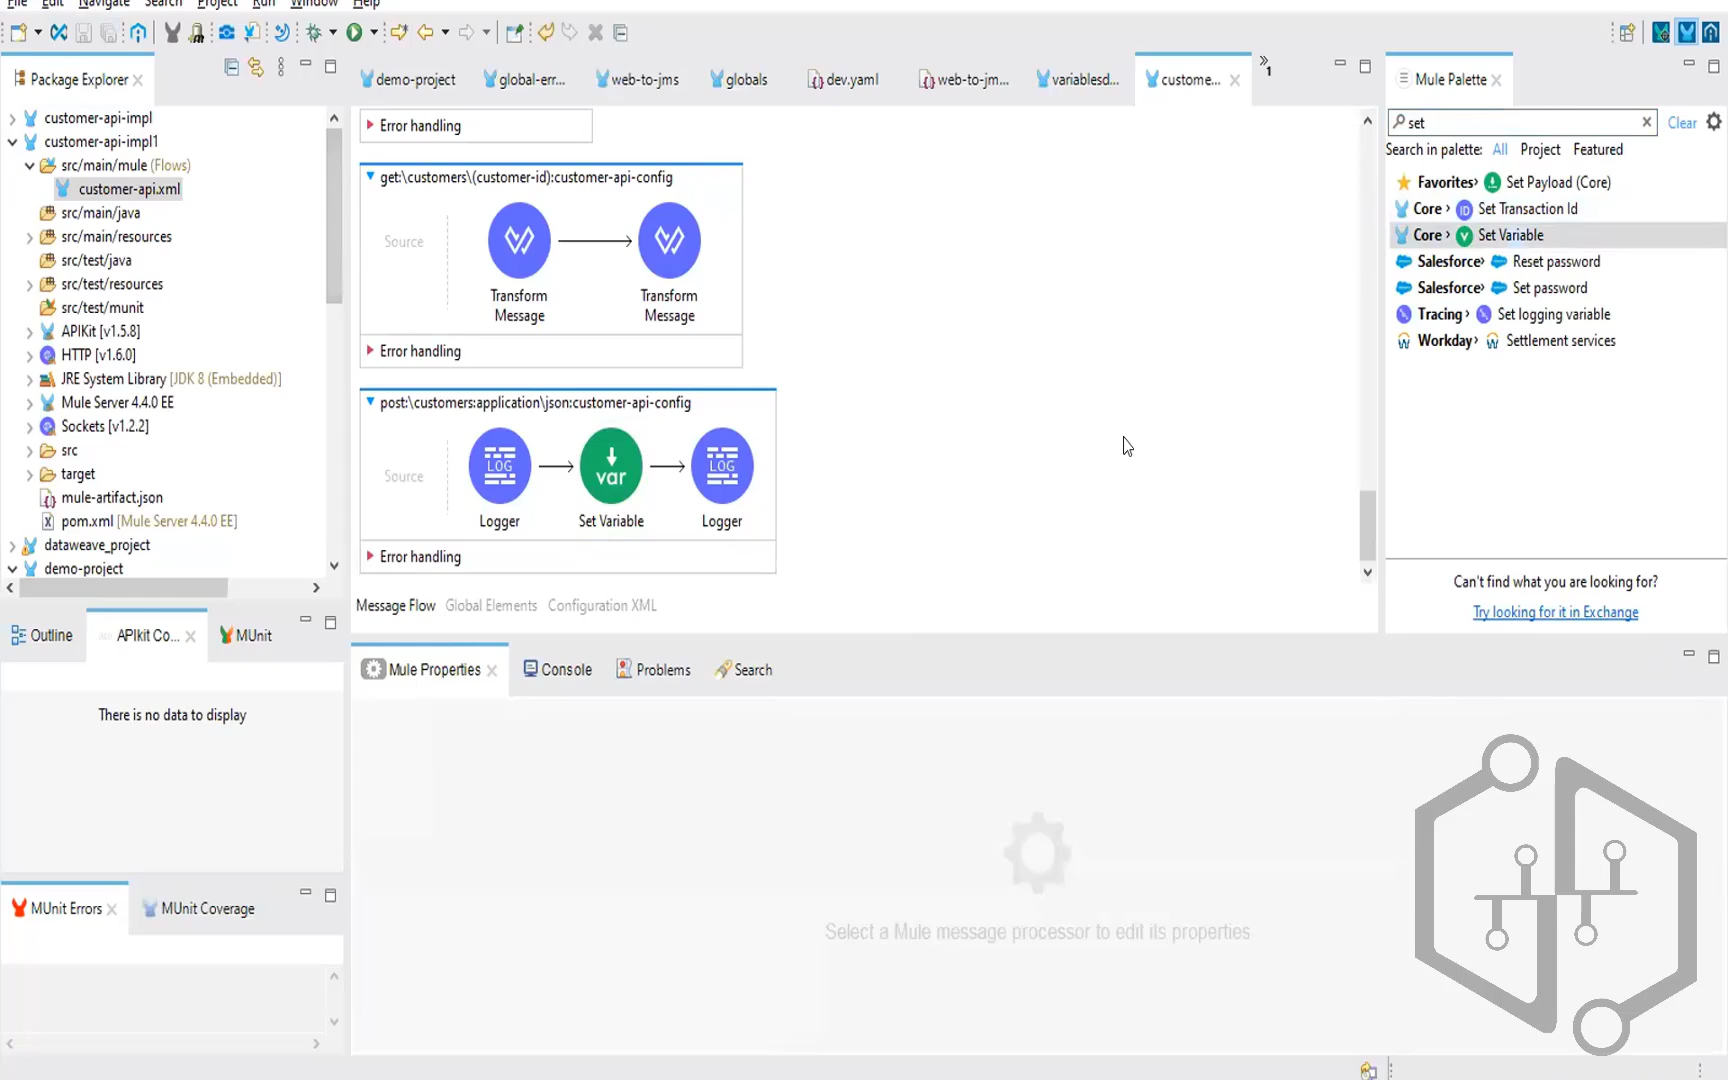 File Edit Navigate Search Project Run Window Help
Package Explorer
customer-api-impl
customer-api-impl1
src/main/mule (Flows)
customer-api.xml
src/main/java
src/main/resources
src/test/java
src/test/resources
src/test/munit
APIKit [v1.5.8]
HTTP [v1.6.0]
JRE System Library [JDK 8 (Embedded)]
Mule Server 4.4.0 EE
Sockets [v1.2.2]
src
target
mule-artifact.json
pom.xml [Mule Server 4.4.0 EE]
dataweave_project
demo-project
demo-project global-err... web-to-jms globals dev.yaml web-to-jm... variablesd... custome... »1
Error handling
get:\customers\(customer-id):customer-api-config
Source
Transform Message
Transform Message
Error handling
post:\customers:application\json:customer-api-config
Source
LOG
var
LOG
Logger
Set Variable
Logger
Error handling
Message Flow Global Elements Configuration XML
Mule Palette
set
Clear
Search in palette: All Project Featured
Favorites› Set Payload (Core)
Core › ID Set Transaction Id
Core › Set Variable
Salesforce› Reset password
Salesforce› Set password
Tracing › Set logging variable
Workday› Settlement services
Can't find what you are looking for?
Try looking for it in Exchange
Outline APIkit Co... MUnit
There is no data to display
MUnit Errors MUnit Coverage
Mule Properties Console Problems Search
Select a Mule message processor to edit its properties